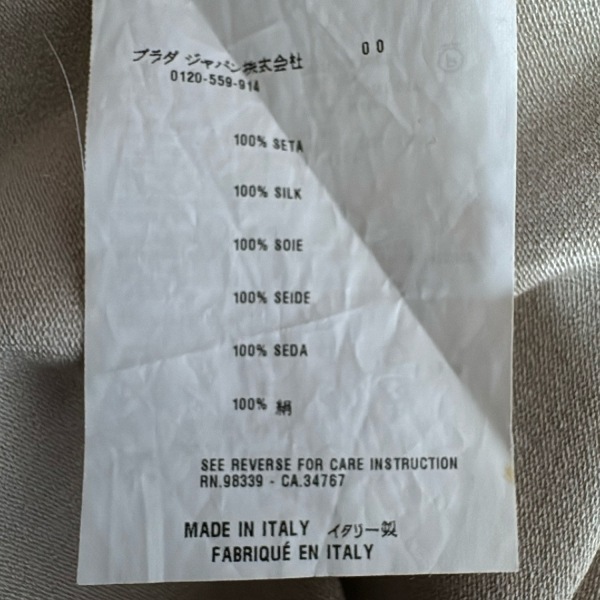 プラダ ジャパン株式会社 00
0120-559-914
100% SETA
100% SILK
100% SOIE
100% SEIDE
100% SEDA
100% 絹
SEE REVERSE FOR CARE INSTRUCTION
RN.98339 - CA.34767
MADE IN ITALY イタリー製
FABRIQUÉ EN ITALY